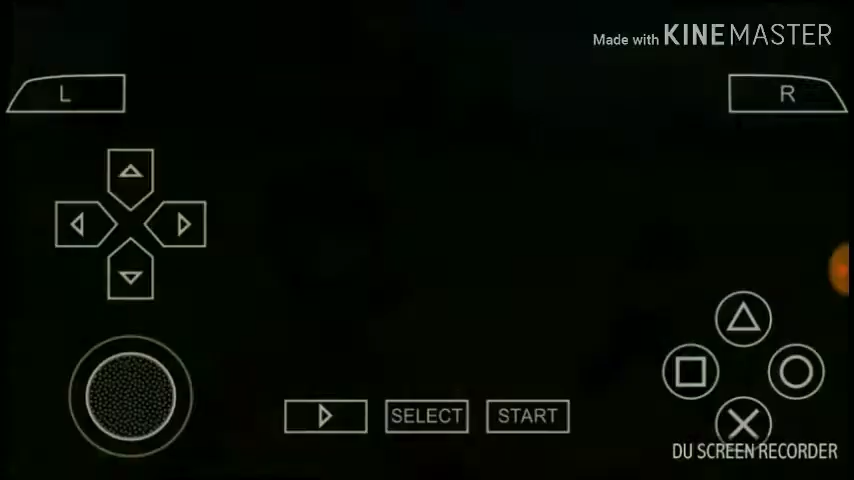 Made with KINEMASTER
L
R
SELECT
START
DU SCREEN RECORDER